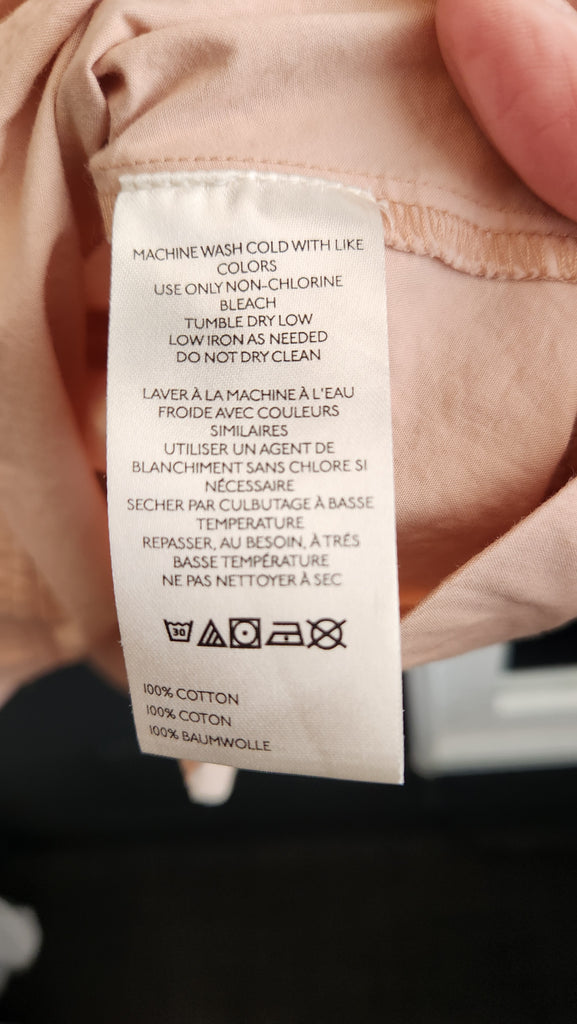 MACHINE WASH COLD WITH LIKE
COLORS
USE ONLY NON-CHLORINE
BLEACH
TUMBLE DRY LOW
LOW IRON AS NEEDED
DO NOT DRY CLEAN
LAVER À LA MACHINE À L'EAU
FROIDE AVEC COULEURS
SIMILAIRES
UTILISER UN AGENT DE
BLANCHIMENT SANS CHLORE SI
NÉCESSAIRE
SECHER PAR CULBUTAGE À BASSE
TEMPERATURE
REPASSER, AU BESOIN, À TRÉS
BASSE TEMPÉRATURE
NE PAS NETTOYER À SEC
30
100% COTTON
100% COTON
100% BAUMWOLLE